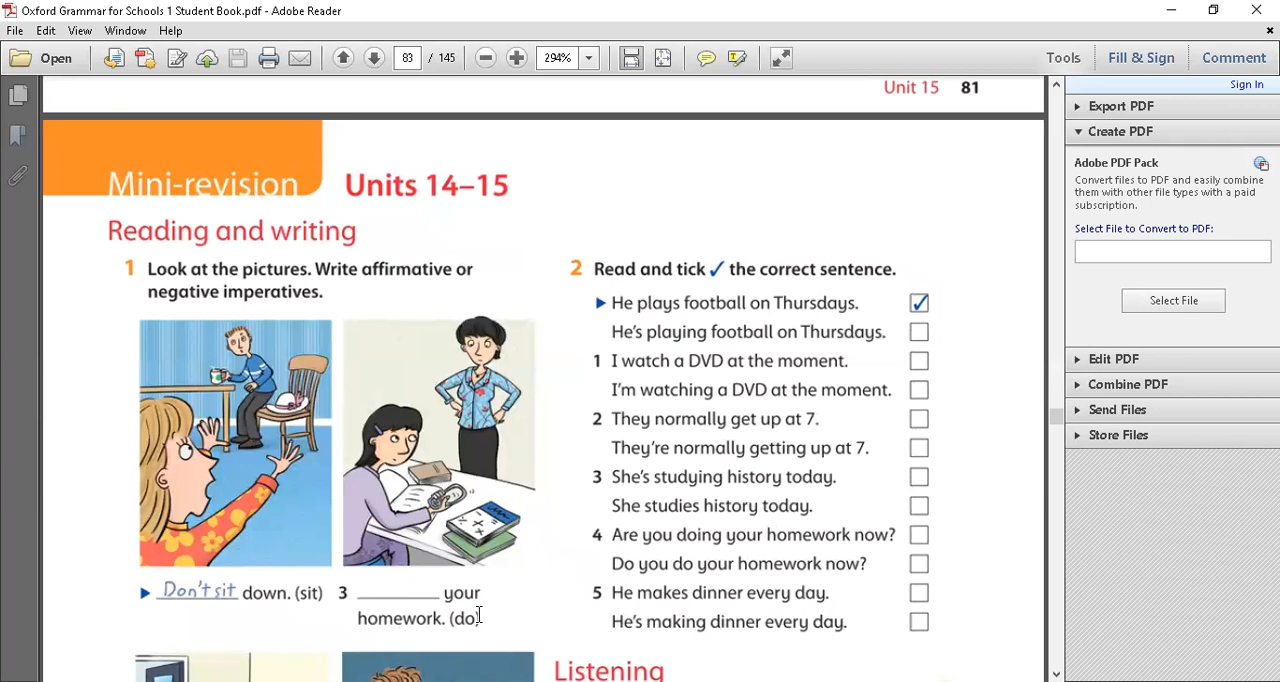 Oxford Grammar for Schools 1 Student Book.pdf - Adobe Reader
File Edit View Window Help
Open 83 / 145 294% Tools Fill & Sign Comment
Sign In
Export PDF
Create PDF
Adobe PDF Pack
Convert files to PDF and easily combine
them with other file types with a paid
subscription.
Select File to Convert to PDF:
Select File
Edit PDF
Combine PDF
Send Files
Store Files
Unit 15 81
Mini-revision Units 14–15
Reading and writing
1 Look at the pictures. Write affirmative or
negative imperatives.
Don't sit down. (sit)
3 ________ your
homework. (do)
2 Read and tick ✓ the correct sentence.
He plays football on Thursdays. ✓
He's playing football on Thursdays.
1 I watch a DVD at the moment.
I'm watching a DVD at the moment.
2 They normally get up at 7.
They're normally getting up at 7.
3 She's studying history today.
She studies history today.
4 Are you doing your homework now?
Do you do your homework now?
5 He makes dinner every day.
He's making dinner every day.
Listening